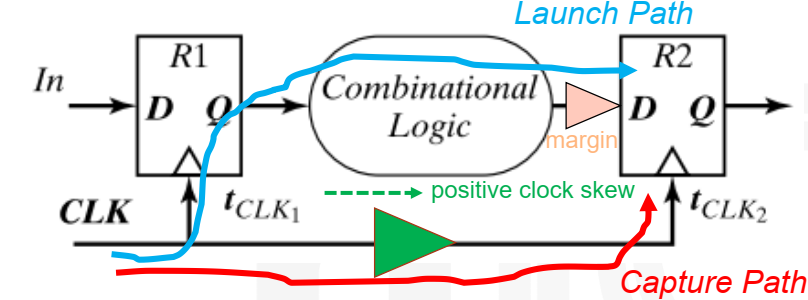 Launch Path
In
R1
D
Q
Combinational
Logic
margin
R2
D
Q
positive clock skew
CLK
tCLK1
tCLK2
Capture Path